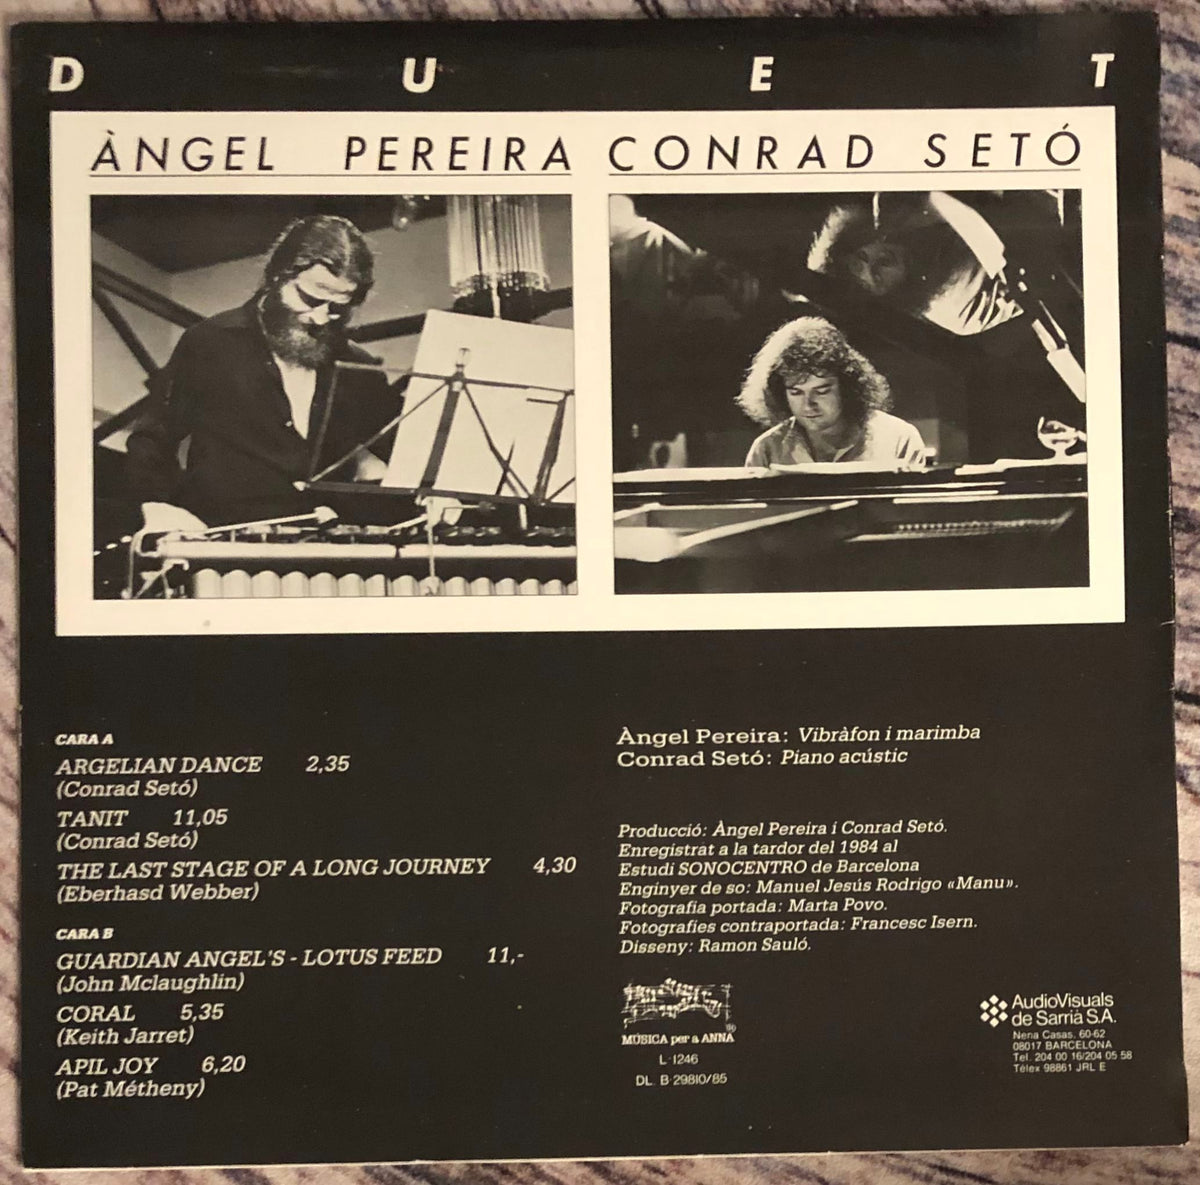 DUET
ÀNGEL PEREIRA CONRAD SETÓ
CARA A
ARGELIAN DANCE 2,35
(Conrad Setó)
TANIT 11,05
(Conrad Setó)
THE LAST STAGE OF A LONG JOURNEY 4,30
(Eberhasd Webber)
CARA B
GUARDIAN ANGEL'S - LOTUS FEED 11,-
(John Mclaughlin)
CORAL 5,35
(Keith Jarret)
APIL JOY 6,20
(Pat Métheny)
Àngel Pereira: Vibràfon i marimba
Conrad Setó: Piano acústic
Producció: Àngel Pereira i Conrad Setó.
Enregistrat a la tardor del 1984 al
Estudi SONOCENTRO de Barcelona
Enginyer de so: Manuel Jesús Rodrigo «Manu».
Fotografia portada: Marta Povo.
Fotografies contraportada: Francesc Isern.
Disseny: Ramon Sauló.
MÚSICA per a ANNA
L-1246
DL. B-29810/85
AudioVisuals
de Sarrià S.A.
Nena Casas, 60-62
08017 BARCELONA
Tel. 204 00 16/204 05 58
Télex 98861 JRL E